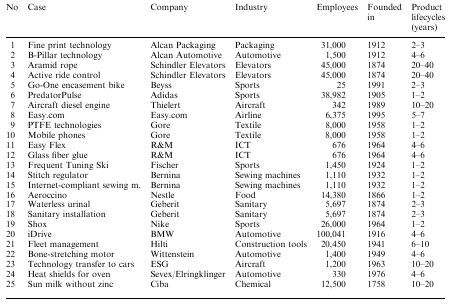 No Case Company Industry Employees Founded in Product lifecycles (years)
1 Fine print technology Alcan Packaging Packaging 31,000 1912 2–3
2 B-Pillar technology Alcan Automotive Automotive 1,500 1912 4–6
3 Aramid rope Schindler Elevators Elevators 45,000 1874 20–40
4 Active ride control Schindler Elevators Elevators 45,000 1874 20–40
5 Go-One encasement bike Beyss Sports 25 1991 2–3
6 PredatorPulse Adidas Sports 38,982 1905 1–2
7 Aircraft diesel engine Thielert Aircraft 342 1989 10–20
8 Easy.com Easy.com Airline 6,375 1995 5–7
9 PTFE technologies Gore Textile 8,000 1958 1–2
10 Mobile phones Gore Textile 8,000 1958 1–2
11 Easy Flex R&M ICT 676 1964 4–6
12 Glass fiber glue R&M ICT 676 1964 4–6
13 Frequent Tuning Ski Fischer Sports 1,450 1924 1–2
14 Stitch regulator Bernina Sewing machines 1,110 1932 1–2
15 Internet-compliant sewing m. Bernina Sewing machines 1,110 1932 1–2
16 Aeroccino Nestle Food 14,380 1866 1–2
17 Waterless urinal Geberit Sanitary 5,697 1874 2–3
18 Sanitary installation Geberit Sanitary 5,697 1874 2–3
19 Shox Nike Sports 26,000 1964 1–2
20 iDrive BMW Automotive 100,041 1916 4–6
21 Fleet management Hilti Construction tools 20,450 1941 6–10
22 Bone-stretching motor Wittenstein Automotive 1,400 1949 4–6
23 Technology transfer to cars ESG Aircraft 1,200 1963 10–20
24 Heat shields for oven Sevex/Elringklinger Automotive 330 1976 4–6
25 Sun milk without zinc Ciba Chemical 12,500 1758 10–20